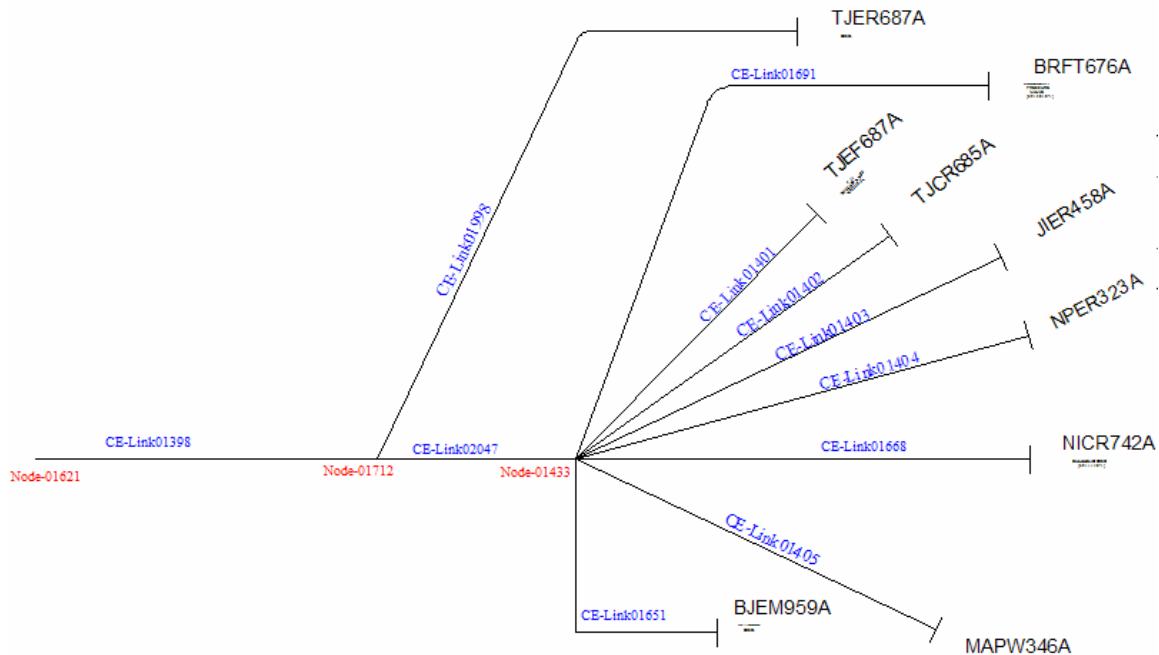 TJER687A
BRFT676A
CE-Link01691
TJEF687A
TJCR685A
JIER458A
CE-Link01998
CE-Link01401
CE-Link01402
CE-Link01403
NPER323A
CE-Link01404
CE-Link01398
CE-Link02047
CE-Link01668
NICR742A
Node-01621
Node-01712
Node-01433
CE-Link01405
CE-Link01651
BJEM959A
MAPW346A